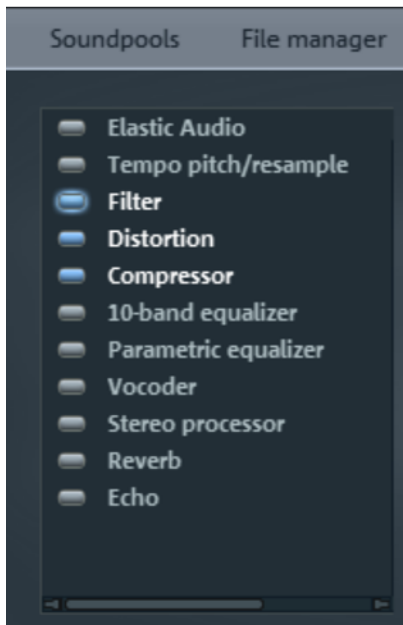 Soundpools File manager
Elastic Audio
Tempo pitch/resample
Filter
Distortion
Compressor
10-band equalizer
Parametric equalizer
Vocoder
Stereo processor
Reverb
Echo